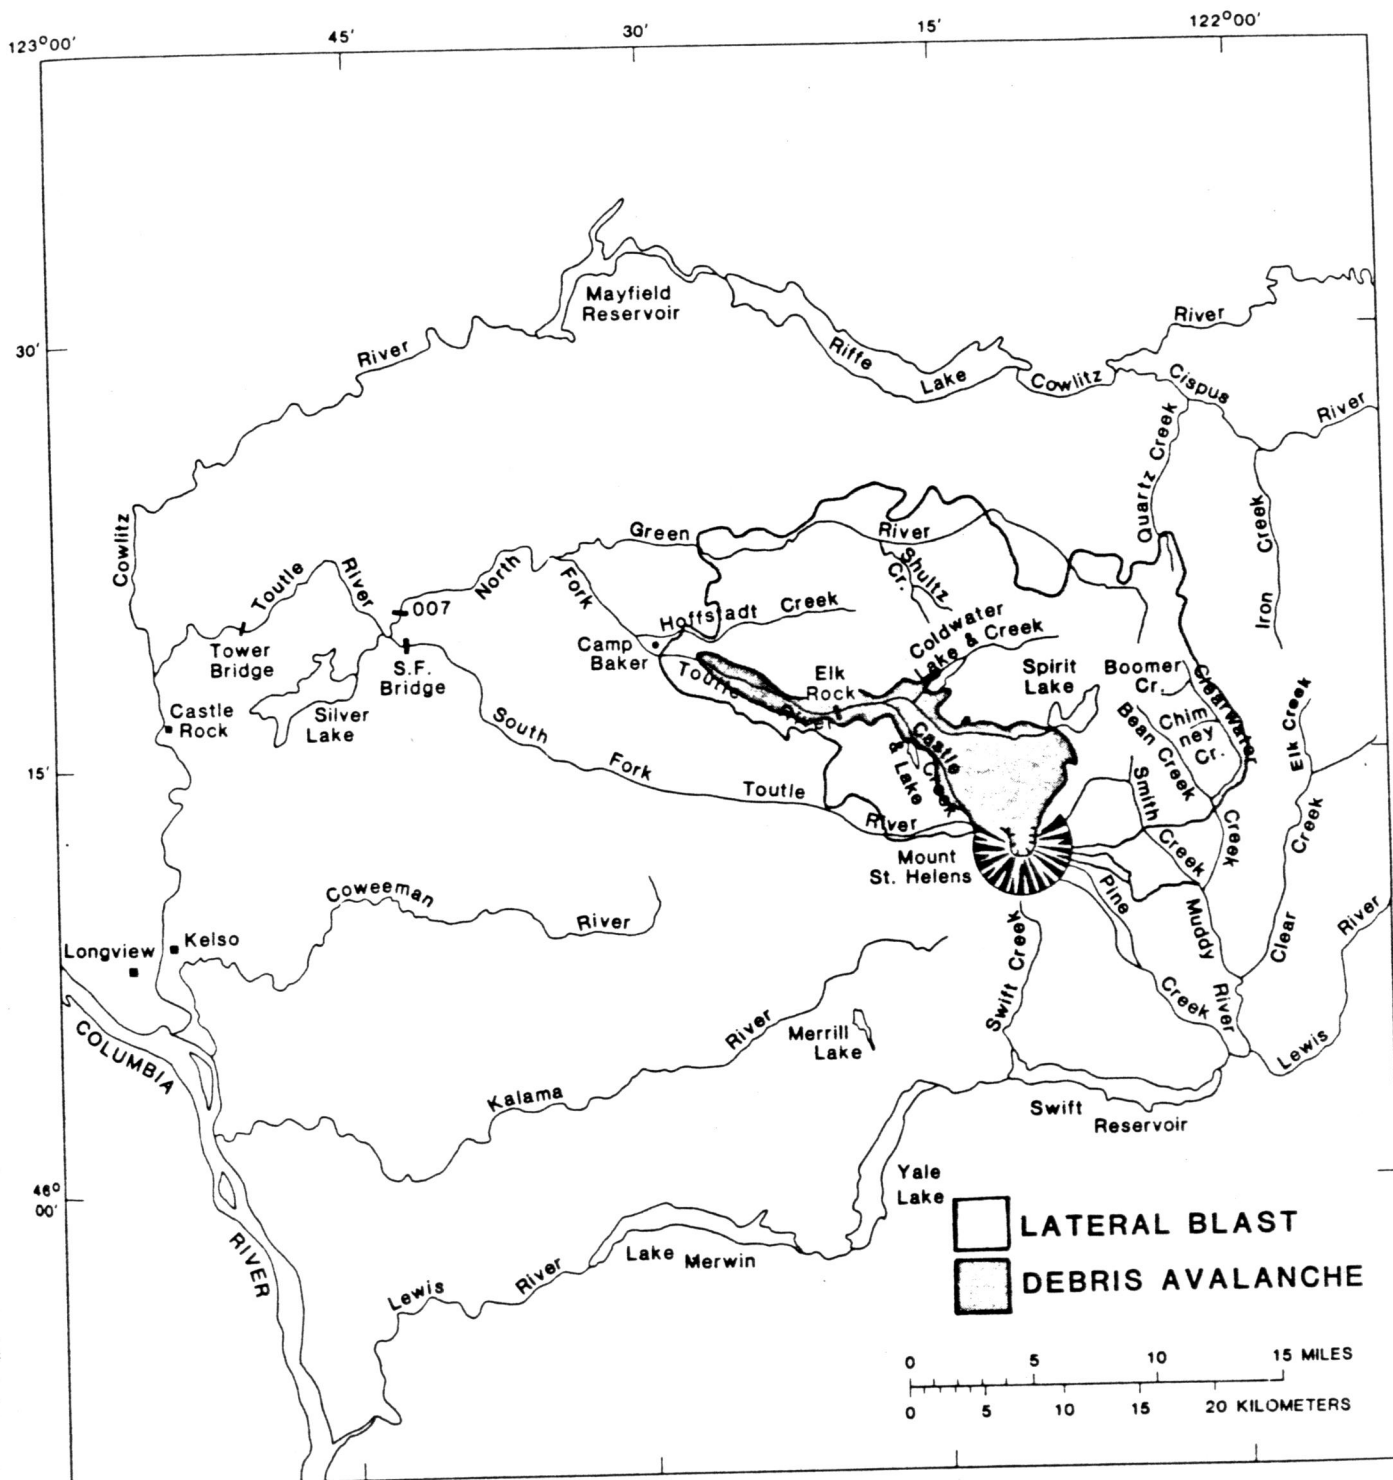 123°00'
45'
30'
15'
122°00'
Mayfield
Reservoir
River
30'
River
Riffe
Lake
Cowlitz
Cispus
River
Quartz Creek
Creek
Iron
Cowlitz
Green
River
North
Fork
Toutle
River
007
Shultz
Cr.
Hoffstadt Creek
Coldwater
Lake & Creek
Tower
Bridge
S.F.
Bridge
Camp
Baker
Toutle
River
Elk
Rock
Spirit
Lake
Boomer
Cr.
Clearwater
Creek
Chim
ney
Cr.
Bean Creek
Elk Creek
Castle
Rock
Silver
Lake
South
Fork
Toutle
River
Castle
Creek
& Lake
15'
Smith
Creek
Clear
Creek
Mount
St. Helens
Coweeman
River
Pine
Creek
Muddy
River
River
Lewis
Longview
Kelso
Swift Creek
COLUMBIA
RIVER
Merrill
Lake
Kalama
River
Swift
Reservoir
46°
00'
Yale
Lake
Lake Merwin
Lewis
River
LATERAL BLAST
DEBRIS AVALANCHE
0 5 10 15 MILES
0 5 10 15 20 KILOMETERS